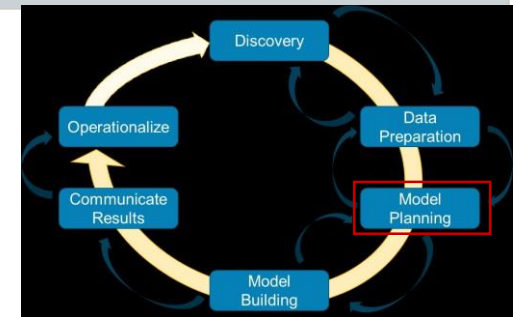 Discovery
Data
Preparation
Model
Planning
Model
Building
Communicate
Results
Operationalize